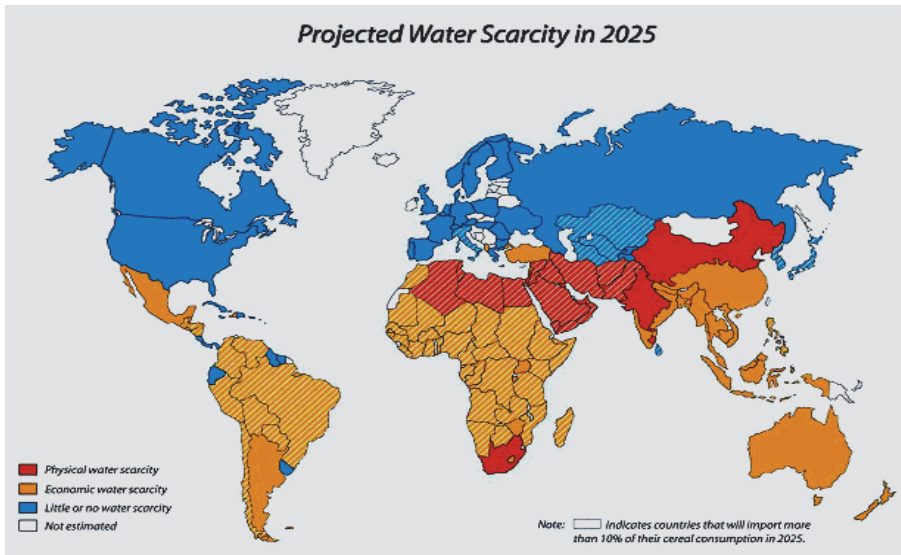 Projected Water Scarcity in 2025
Physical water scarcity
Economic water scarcity
Little or no water scarcity
Not estimated
Note: indicates countries that will import more
than 10% of their cereal consumption in 2025.